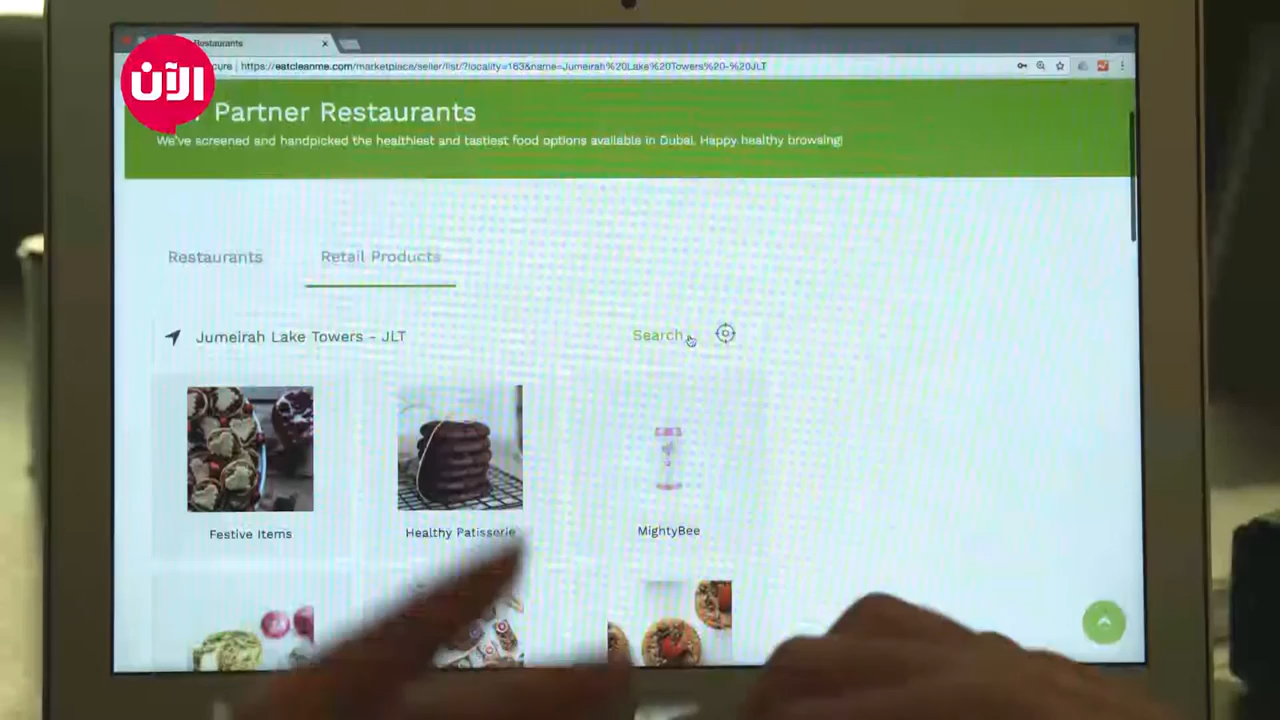 Restaurants
الآن
cure https://eatcleanme.com/marketplace/seller/list/?locality=163&name=Jumeirah%20Lake%20Towers%20-%20JLT
Partner Restaurants
We've screened and handpicked the healthiest and tastiest food options available in Dubai. Happy healthy browsing!
Restaurants Retail Products
Jumeirah Lake Towers - JLT Search
Festive Items Healthy Patisserie MightyBee